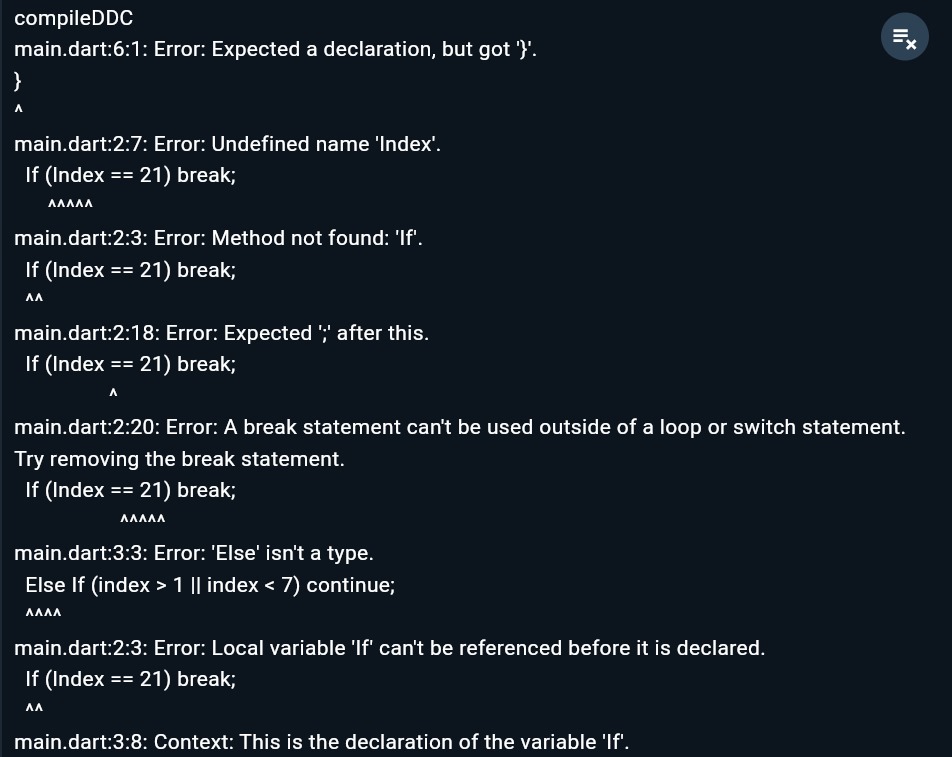 compileDDC
main.dart:6:1: Error: Expected a declaration, but got '}'.
}
^
main.dart:2:7: Error: Undefined name 'Index'.
  If (Index == 21) break;
      ^^^^^
main.dart:2:3: Error: Method not found: 'If'.
  If (Index == 21) break;
  ^^
main.dart:2:18: Error: Expected ';' after this.
  If (Index == 21) break;
                 ^
main.dart:2:20: Error: A break statement can't be used outside of a loop or switch statement.
Try removing the break statement.
  If (Index == 21) break;
                   ^^^^^
main.dart:3:3: Error: 'Else' isn't a type.
  Else If (index > 1 || index < 7) continue;
  ^^^^
main.dart:2:3: Error: Local variable 'If' can't be referenced before it is declared.
  If (Index == 21) break;
  ^^
main.dart:3:8: Context: This is the declaration of the variable 'If'.